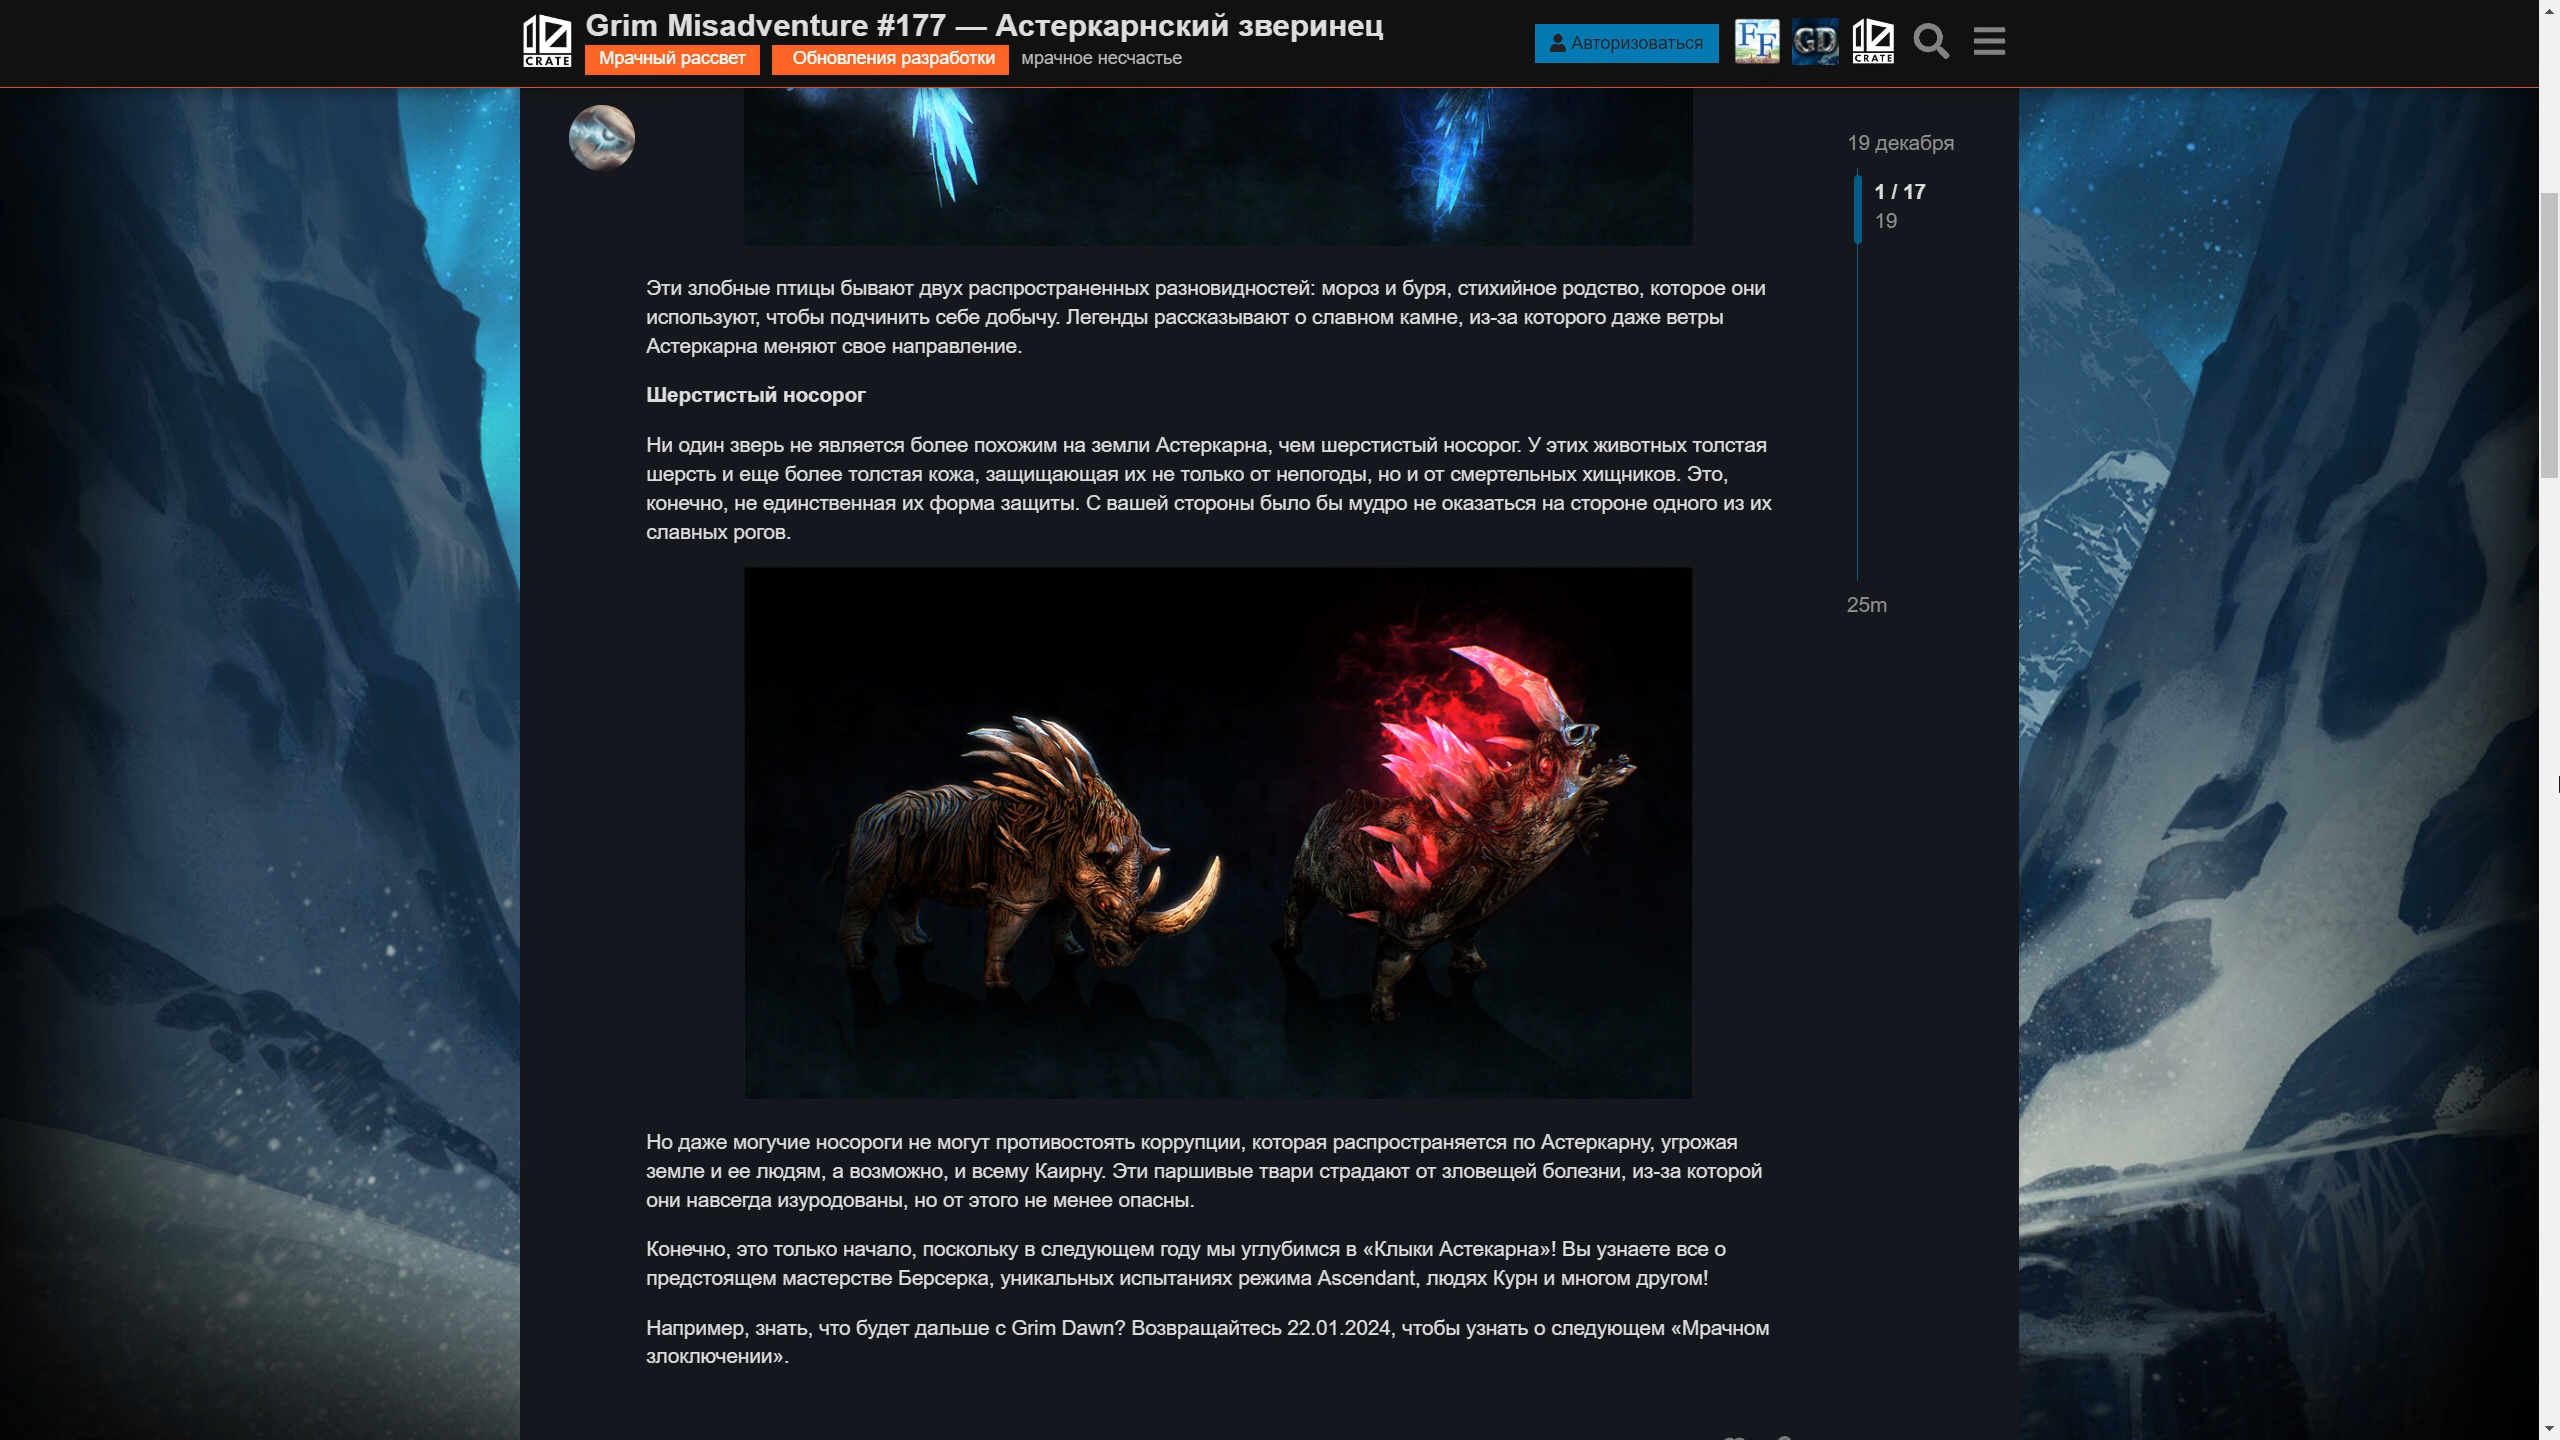 CRATE
Grim Misadventure #177 — Астеркарнский зверинец
Мрачный рассвет Обновления разработки мрачное несчастье
Авторизоваться
FF
GD
CRATE
19 декабря
1 / 17
19
25m
Эти злобные птицы бывают двух распространенных разновидностей: мороз и буря, стихийное родство, которое они
используют, чтобы подчинить себе добычу. Легенды рассказывают о славном камне, из-за которого даже ветры
Астеркарна меняют свое направление.
Шерстистый носорог
Ни один зверь не является более похожим на земли Астеркарна, чем шерстистый носорог. У этих животных толстая
шерсть и еще более толстая кожа, защищающая их не только от непогоды, но и от смертельных хищников. Это,
конечно, не единственная их форма защиты. С вашей стороны было бы мудро не оказаться на стороне одного из их
славных рогов.
Но даже могучие носороги не могут противостоять коррупции, которая распространяется по Астеркарну, угрожая
земле и ее людям, а возможно, и всему Каирну. Эти паршивые твари страдают от зловещей болезни, из-за которой
они навсегда изуродованы, но от этого не менее опасны.
Конечно, это только начало, поскольку в следующем году мы углубимся в «Клыки Астекарна»! Вы узнаете все о
предстоящем мастерстве Берсерка, уникальных испытаниях режима Ascendant, людях Курн и многом другом!
Например, знать, что будет дальше с Grim Dawn? Возвращайтесь 22.01.2024, чтобы узнать о следующем «Мрачном
злоключении».